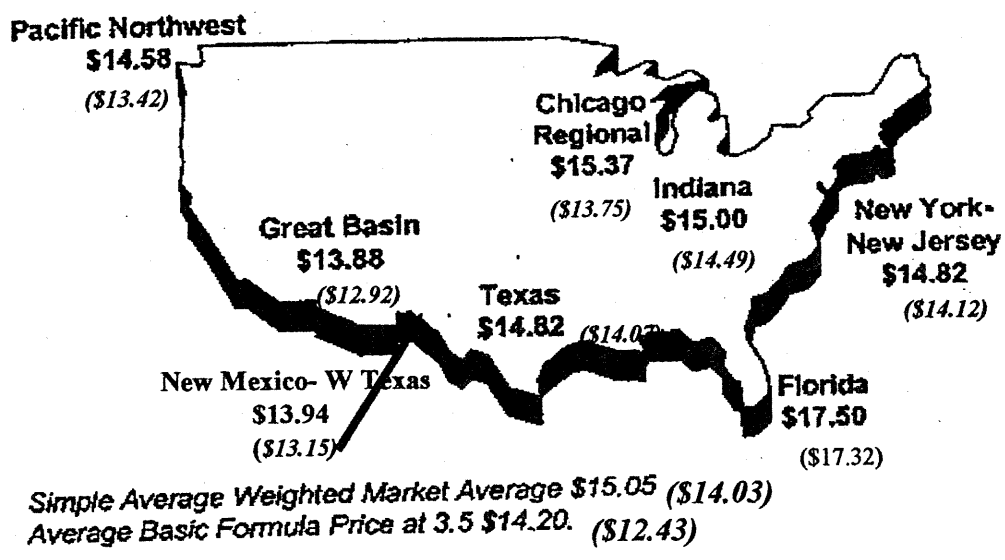 Pacific Northwest
$14.58
($13.42)
Chicago
Regional
$15.37
($13.75)
Indiana
$15.00
($14.49)
New York-
New Jersey
$14.82
($14.12)
Great Basin
$13.88
($12.92)
Texas
$14.82 ($14.07)
New Mexico- W Texas
$13.94
($13.15)
Florida
$17.50
($17.32)
Simple Average Weighted Market Average $15.05 ($14.03)
Average Basic Formula Price at 3.5 $14.20. ($12.43)